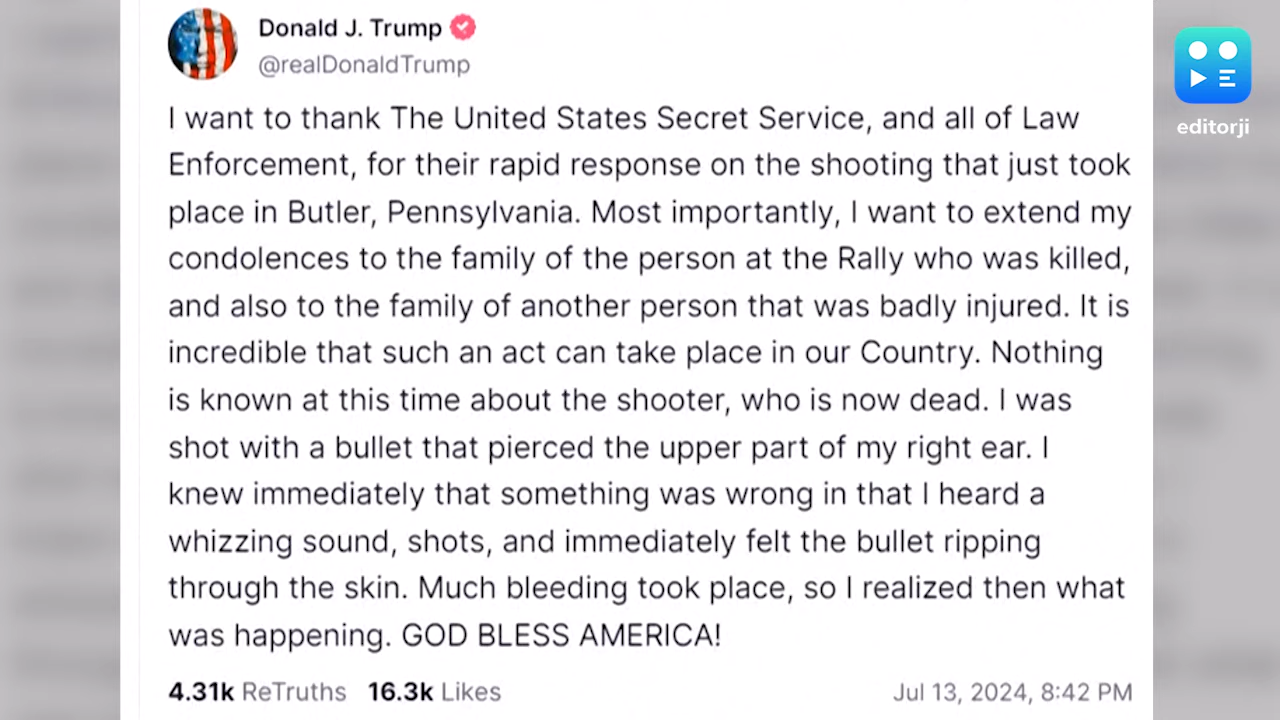 Donald J. Trump
@realDonaldTrump
editorji
I want to thank The United States Secret Service, and all of Law
Enforcement, for their rapid response on the shooting that just took
place in Butler, Pennsylvania. Most importantly, I want to extend my
condolences to the family of the person at the Rally who was killed,
and also to the family of another person that was badly injured. It is
incredible that such an act can take place in our Country. Nothing
is known at this time about the shooter, who is now dead. I was
shot with a bullet that pierced the upper part of my right ear. I
knew immediately that something was wrong in that I heard a
whizzing sound, shots, and immediately felt the bullet ripping
through the skin. Much bleeding took place, so I realized then what
was happening. GOD BLESS AMERICA!
4.31k ReTruths 16.3k Likes Jul 13, 2024, 8:42 PM